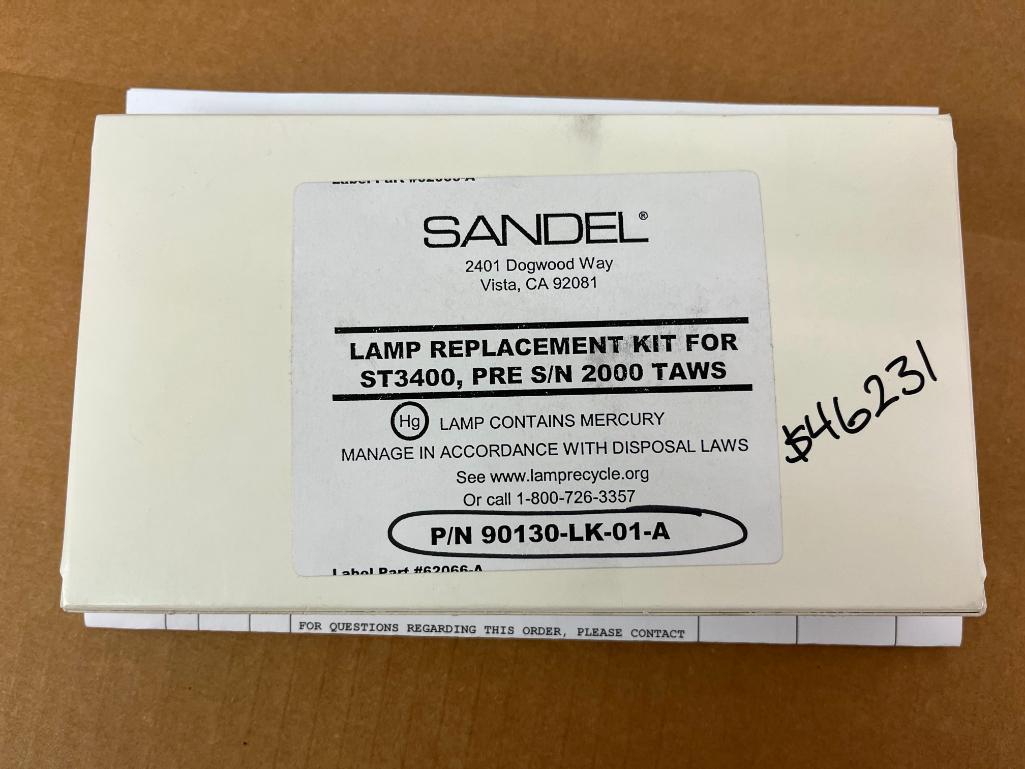 SANDEL®
2401 Dogwood Way
Vista, CA 92081
LAMP REPLACEMENT KIT FOR
ST3400, PRE S/N 2000 TAWS
Hg LAMP CONTAINS MERCURY
MANAGE IN ACCORDANCE WITH DISPOSAL LAWS
See www.lamprecycle.org
Or call 1-800-726-3357
P/N 90130-LK-01-A
Label Part #62066-A
$46231
FOR QUESTIONS REGARDING THIS ORDER, PLEASE CONTACT